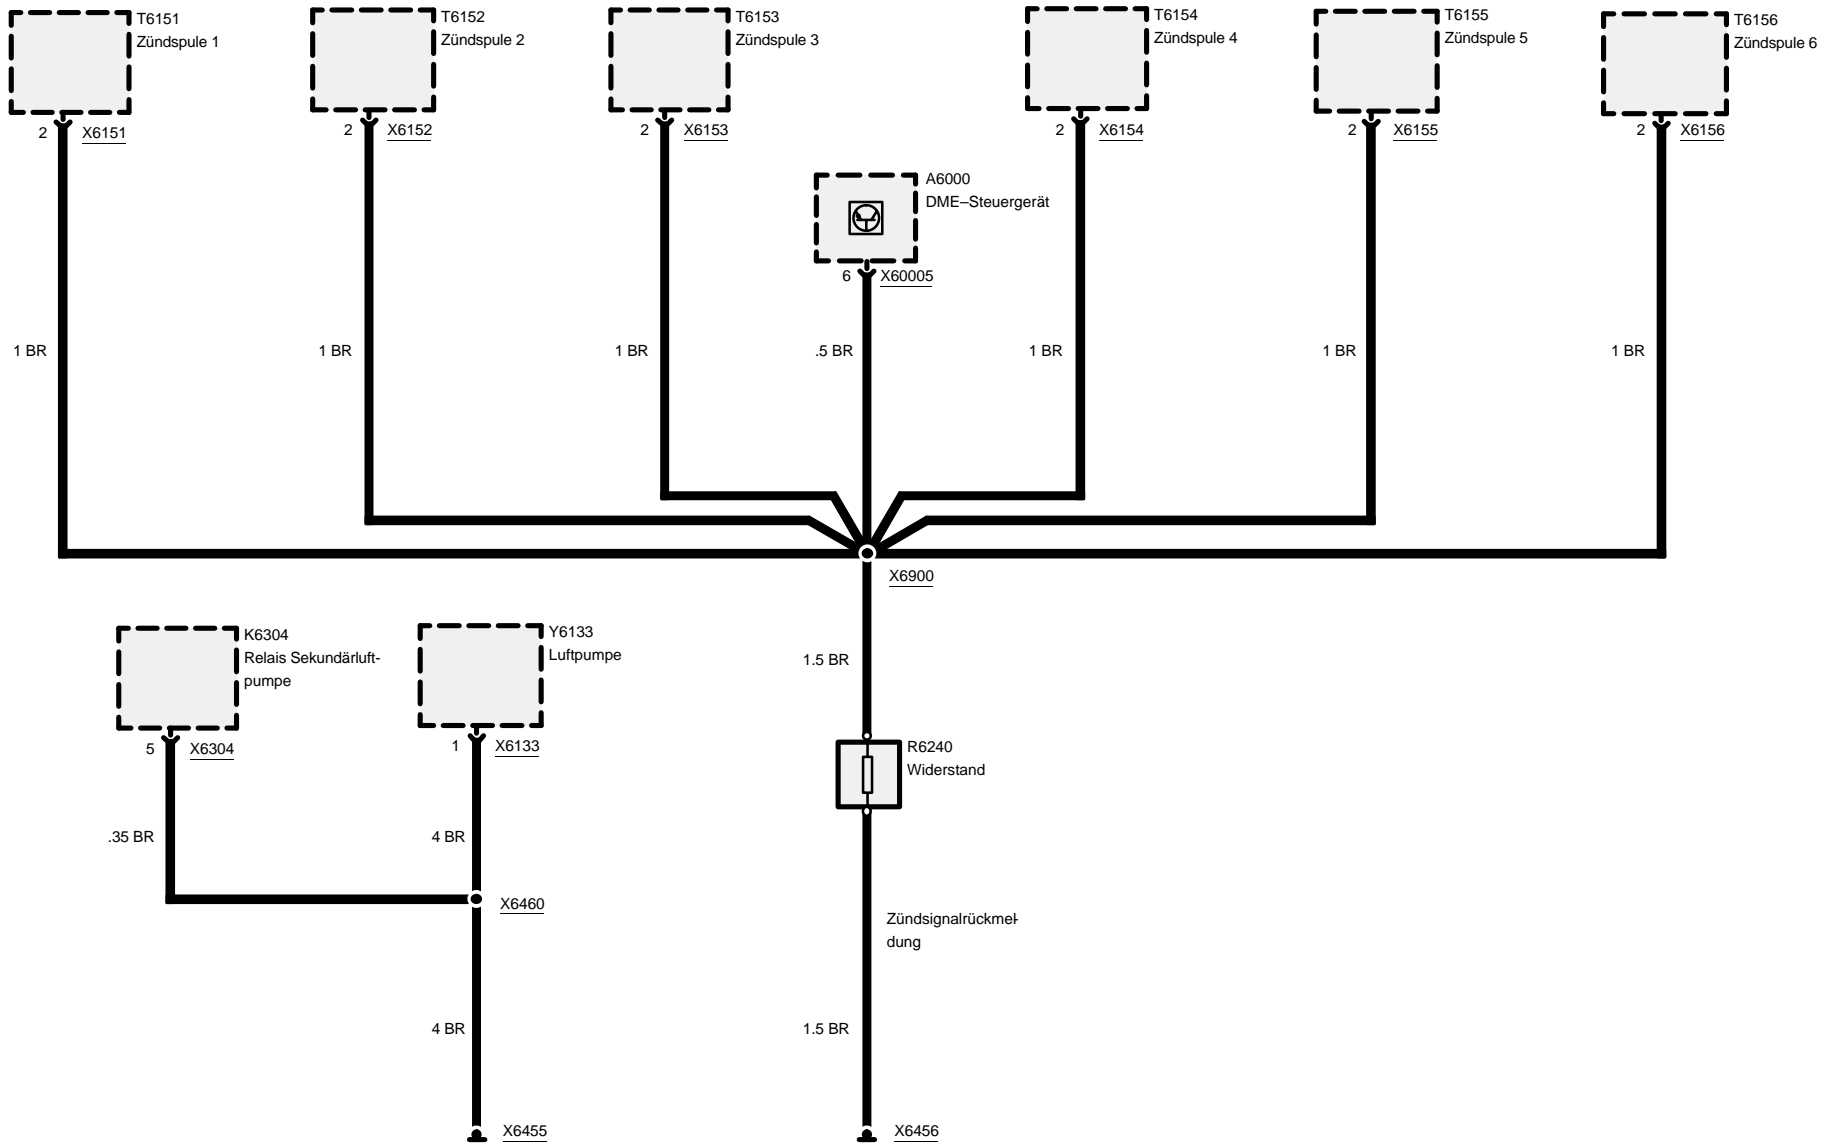 T6151
Zündspule 1
T6152
Zündspule 2
T6153
Zündspule 3
T6154
Zündspule 4
T6155
Zündspule 5
T6156
Zündspule 6
2 X6151
2 X6152
2 X6153
2 X6154
2 X6155
2 X6156
A6000
DME–Steuergerät
6 X60005
1 BR
1 BR
1 BR
.5 BR
1 BR
1 BR
1 BR
X6900
K6304
Relais Sekundärluft-
pumpe
Y6133
Luftpumpe
1.5 BR
5 X6304
1 X6133
R6240
Widerstand
.35 BR
4 BR
X6460
Zündsignalrückmel-
dung
4 BR
1.5 BR
X6455
X6456